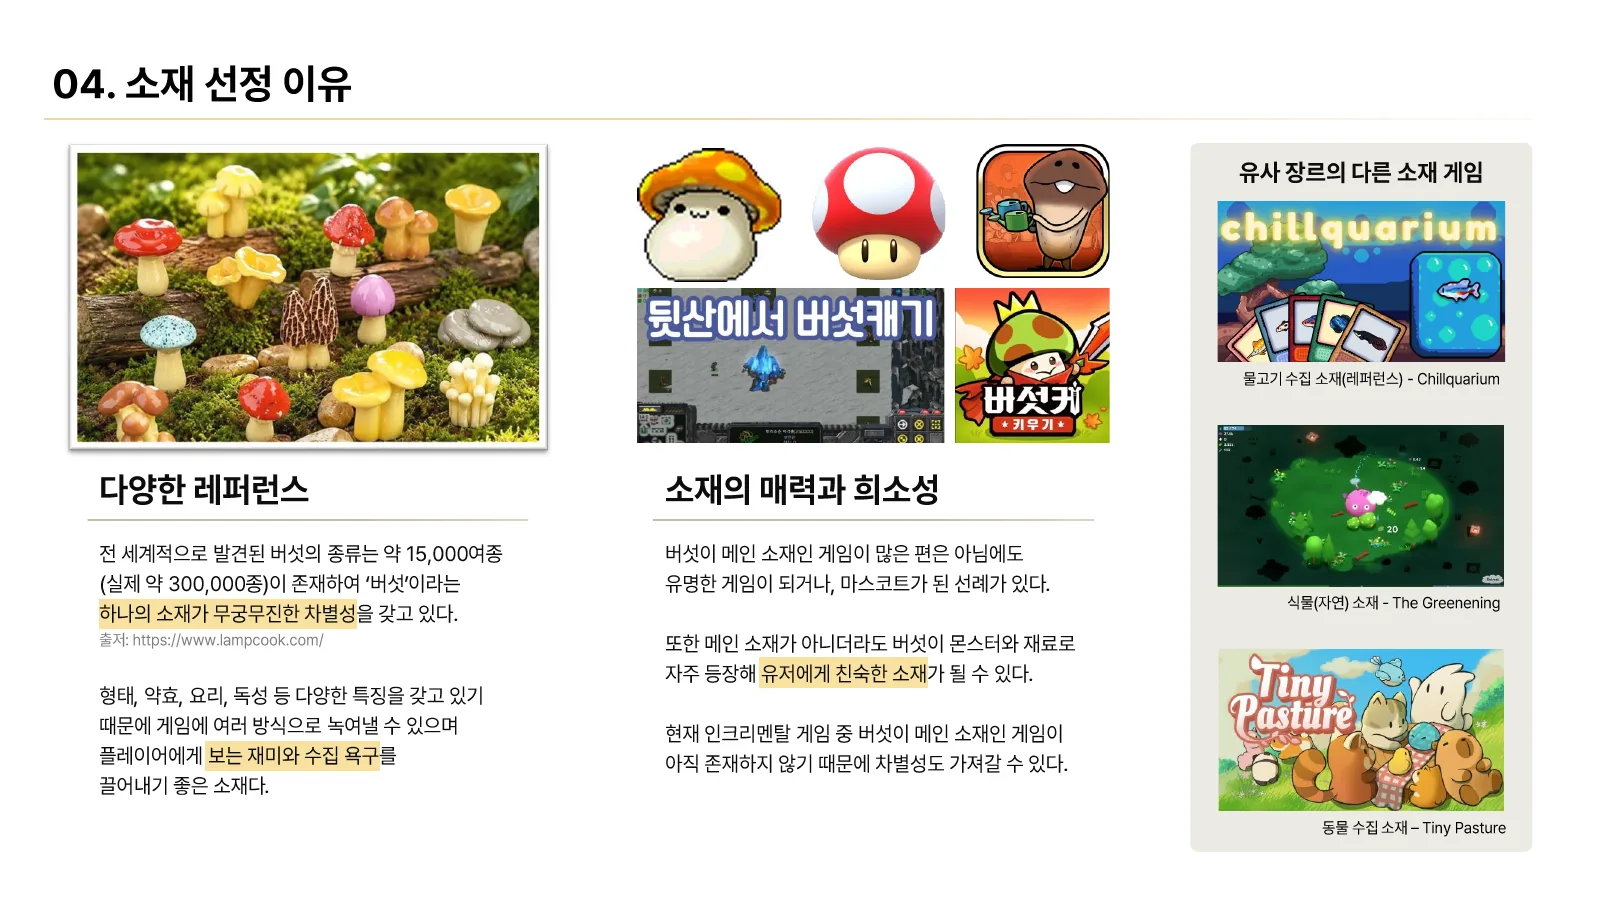 04. 소재 선정 이유
다양한 레퍼런스
전 세계적으로 발견된 버섯의 종류는 약 15,000여종
(실제 약 300,000종)이 존재하여 ‘버섯’이라는
하나의 소재가 무궁무진한 차별성을 갖고 있다.
출저: https://www.lampcook.com/
형태, 약효, 요리, 독성 등 다양한 특징을 갖고 있기
때문에 게임에 여러 방식으로 녹여낼 수 있으며
플레이어에게 보는 재미와 수집 욕구를
끌어내기 좋은 소재다.
뒷산에서 버섯캐기
버섯커
키우기
소재의 매력과 희소성
버섯이 메인 소재인 게임이 많은 편은 아님에도
유명한 게임이 되거나, 마스코트가 된 선례가 있다.
또한 메인 소재가 아니더라도 버섯이 몬스터와 재료로
자주 등장해 유저에게 친숙한 소재가 될 수 있다.
현재 인크리멘탈 게임 중 버섯이 메인 소재인 게임이
아직 존재하지 않기 때문에 차별성도 가져갈 수 있다.
유사 장르의 다른 소재 게임
chillquarium
물고기 수집 소재(레퍼런스) - Chillquarium
20
식물(자연) 소재 - The Greenening
Tiny
Pasture
동물 수집 소재 – Tiny Pasture